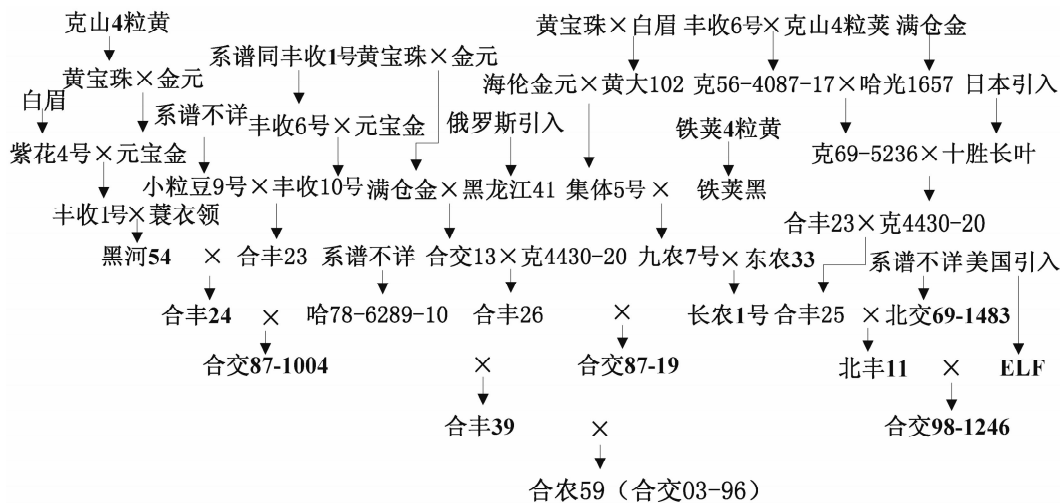 克山4粒黄
黄宝珠×白眉 丰收6号×克山4粒荚 满仓金
系谱同丰收1号 黄宝珠×金元
黄宝珠×金元
海伦金元×黄大102 克56-4087-17×哈光1657 日本引入
白眉
系谱不详
丰收6号×元宝金 俄罗斯引入 铁荚4粒黄
紫花4号×元宝金
克69-5236×十胜长叶
小粒豆9号×丰收10号 满仓金×黑龙江41 集体5号× 铁荚黑
丰收1号×蓑衣领
合丰23×克4430-20
黑河54 × 合丰23 系谱不详 合交13×克4430-20 九农7号×东农33 系谱不详 美国引入
合丰24 × 哈78-6289-10 合丰26 × 长农1号 合丰25 ×北交69-1483
合交87-1004 × 合交87-19 北丰11 × ELF
合丰39 × 合交98-1246
合农59（合交03-96）